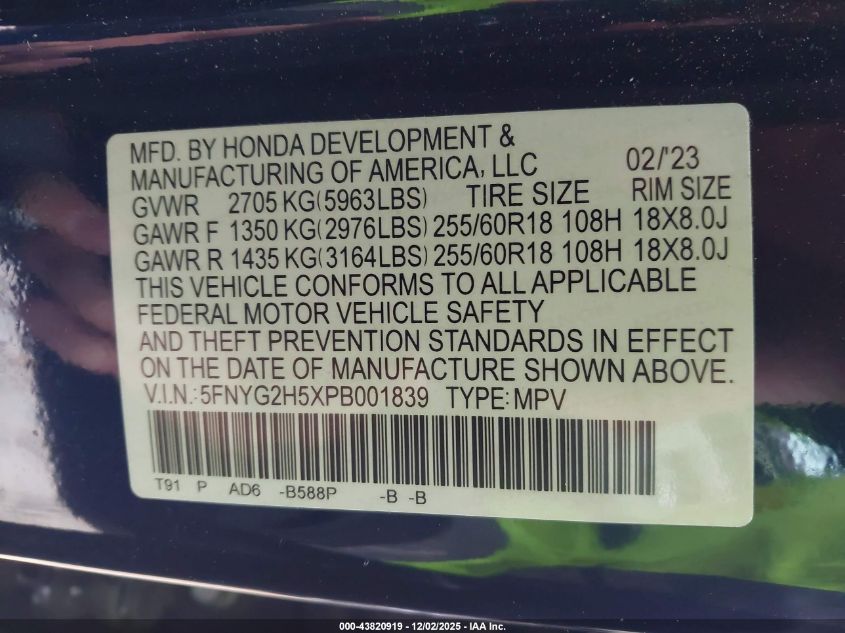 MFD. BY HONDA DEVELOPMENT &
MANUFACTURING OF AMERICA, LLC 02/'23
GVWR 2705 KG(5963LBS) TIRE SIZE RIM SIZE
GAWR F 1350 KG(2976LBS) 255/60R18 108H 18X8.0J
GAWR R 1435 KG(3164LBS) 255/60R18 108H 18X8.0J
THIS VEHICLE CONFORMS TO ALL APPLICABLE
FEDERAL MOTOR VEHICLE SAFETY
AND THEFT PREVENTION STANDARDS IN EFFECT
ON THE DATE OF MANUFACTURE SHOWN ABOVE.
V.I.N.:5FNYG2H5XPB001839 TYPE:MPV
T91 P AD6 -B588P -B -B
000-43820919 - 12/02/2025 - IAA Inc.